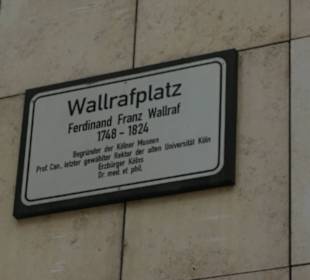 Wallrafplatz
Ferdinand Franz Wallraf
1748 - 1824
Begründer der Kölner Museen
Prof. Can., letzter gewählter Rektor der alten Universität Köln
Erzbürger Kölns
Dr. med. et phil.